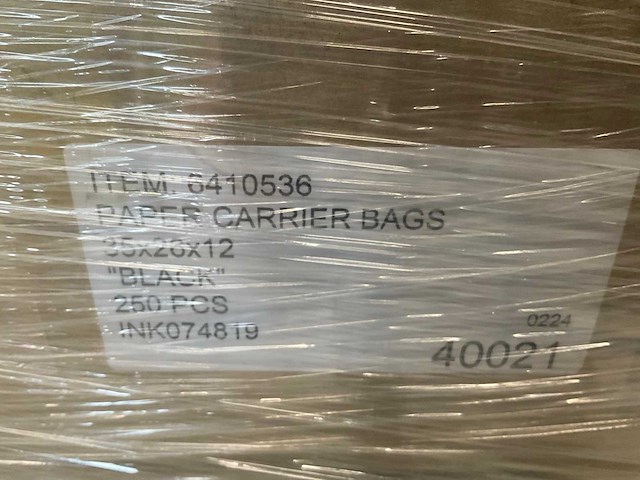 ITEM: 6410536
PAPER CARRIER BAGS
35x26x12
"BLACK"
250 PCS
INK074819
0224
40021